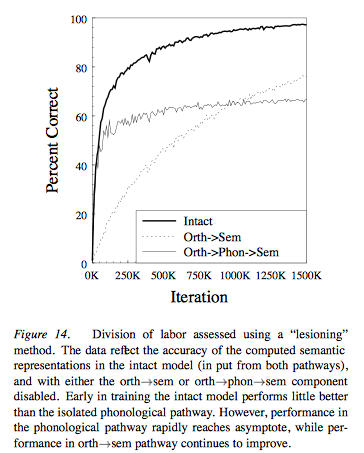 100
80
60
40
20
0
Percent Correct
Intact
Orth->Sem
Orth->Phon->Sem
0K 250K 500K 750K 1000K 1250K 1500K
Iteration
Figure 14. Division of labor assessed using a “lesioning”
method. The data reflect the accuracy of the computed semantic
representations in the intact model (in put from both pathways),
and with either the orth→sem or orth→phon→sem component
disabled. Early in training the intact model performs little better
than the isolated phonological pathway. However, performance in
the phonological pathway rapidly reaches asymptote, while per-
formance in orth→sem pathway continues to improve.